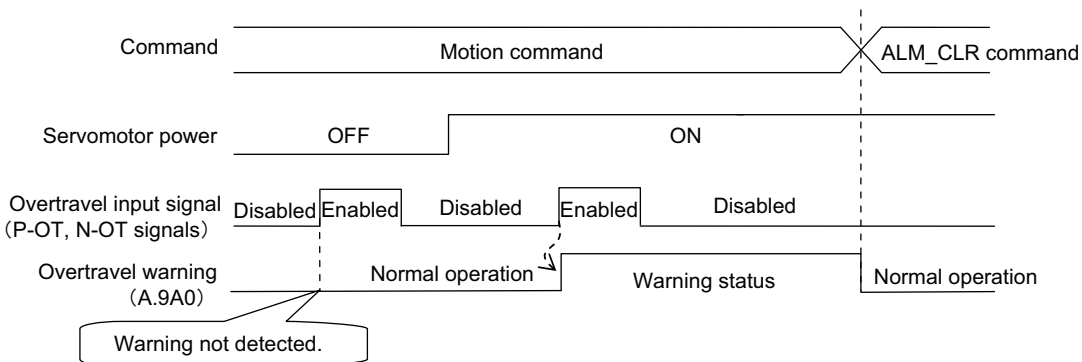 Command
Motion command
ALM_CLR command
Servomotor power
OFF
ON
Overtravel input signal
(P-OT, N-OT signals)
Disabled
Enabled
Disabled
Enabled
Disabled
Overtravel warning
(A.9A0)
Normal operation
Warning status
Normal operation
Warning not detected.